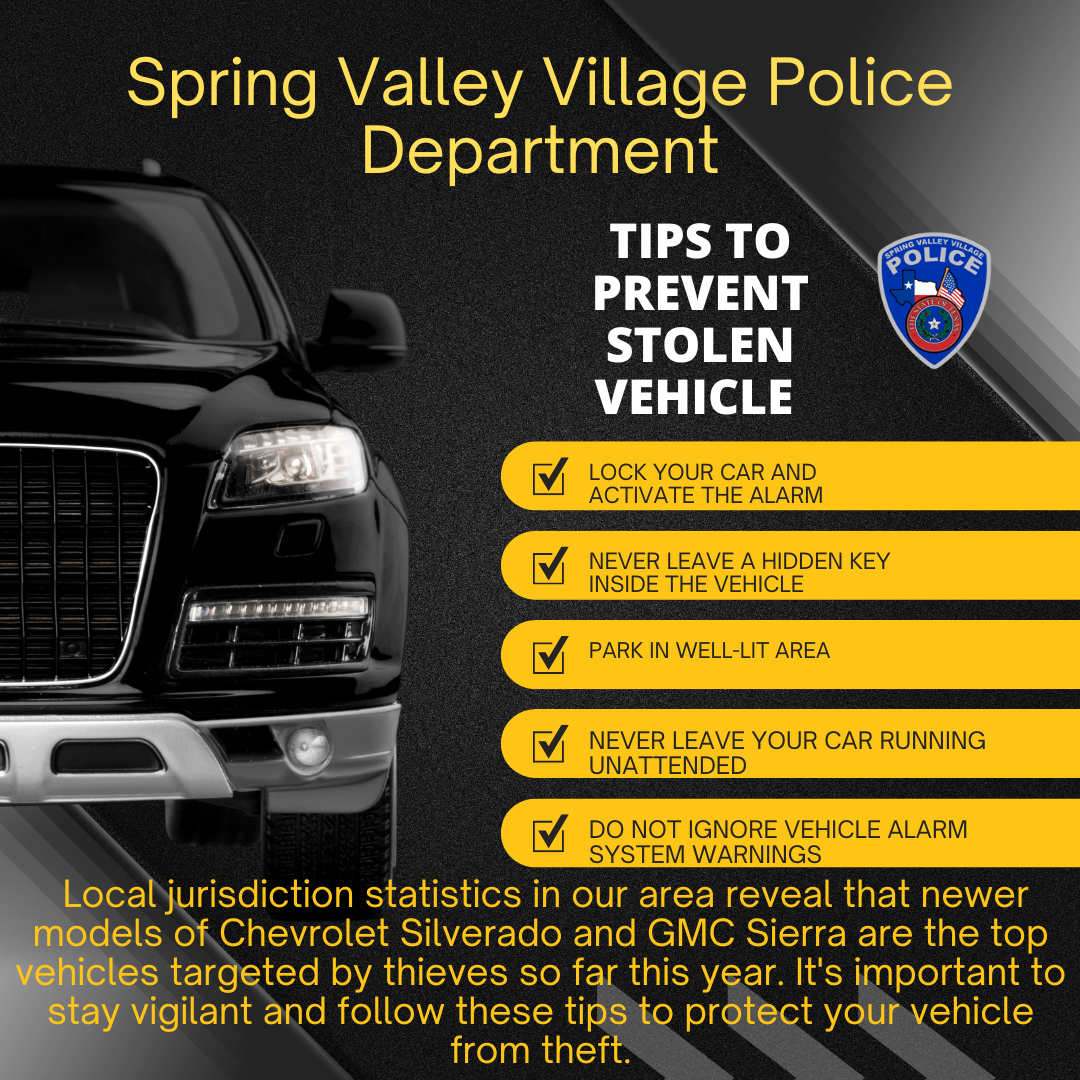 Spring Valley Village Police
Department
TIPS TO
PREVENT
STOLEN
VEHICLE
SPRING VALLEY VILLAGE
POLICE
THE STATE OF TEXAS
LOCK YOUR CAR AND
ACTIVATE THE ALARM
NEVER LEAVE A HIDDEN KEY
INSIDE THE VEHICLE
PARK IN WELL-LIT AREA
NEVER LEAVE YOUR CAR RUNNING
UNATTENDED
DO NOT IGNORE VEHICLE ALARM
SYSTEM WARNINGS
Local jurisdiction statistics in our area reveal that newer
models of Chevrolet Silverado and GMC Sierra are the top
vehicles targeted by thieves so far this year. It's important to
stay vigilant and follow these tips to protect your vehicle
from theft.